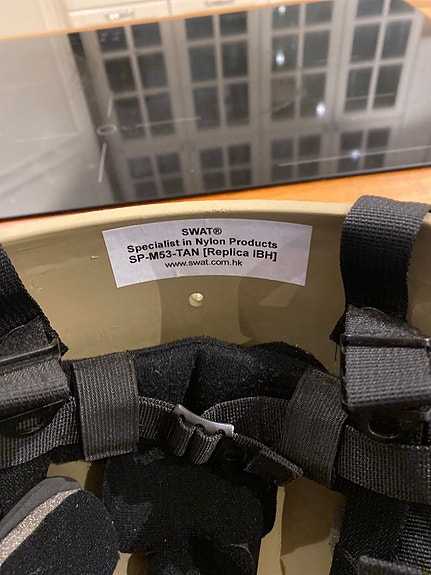 SWAT®
Specialist in Nylon Products
SP-M53-TAN [Replica IBH]
www.swat.com.hk